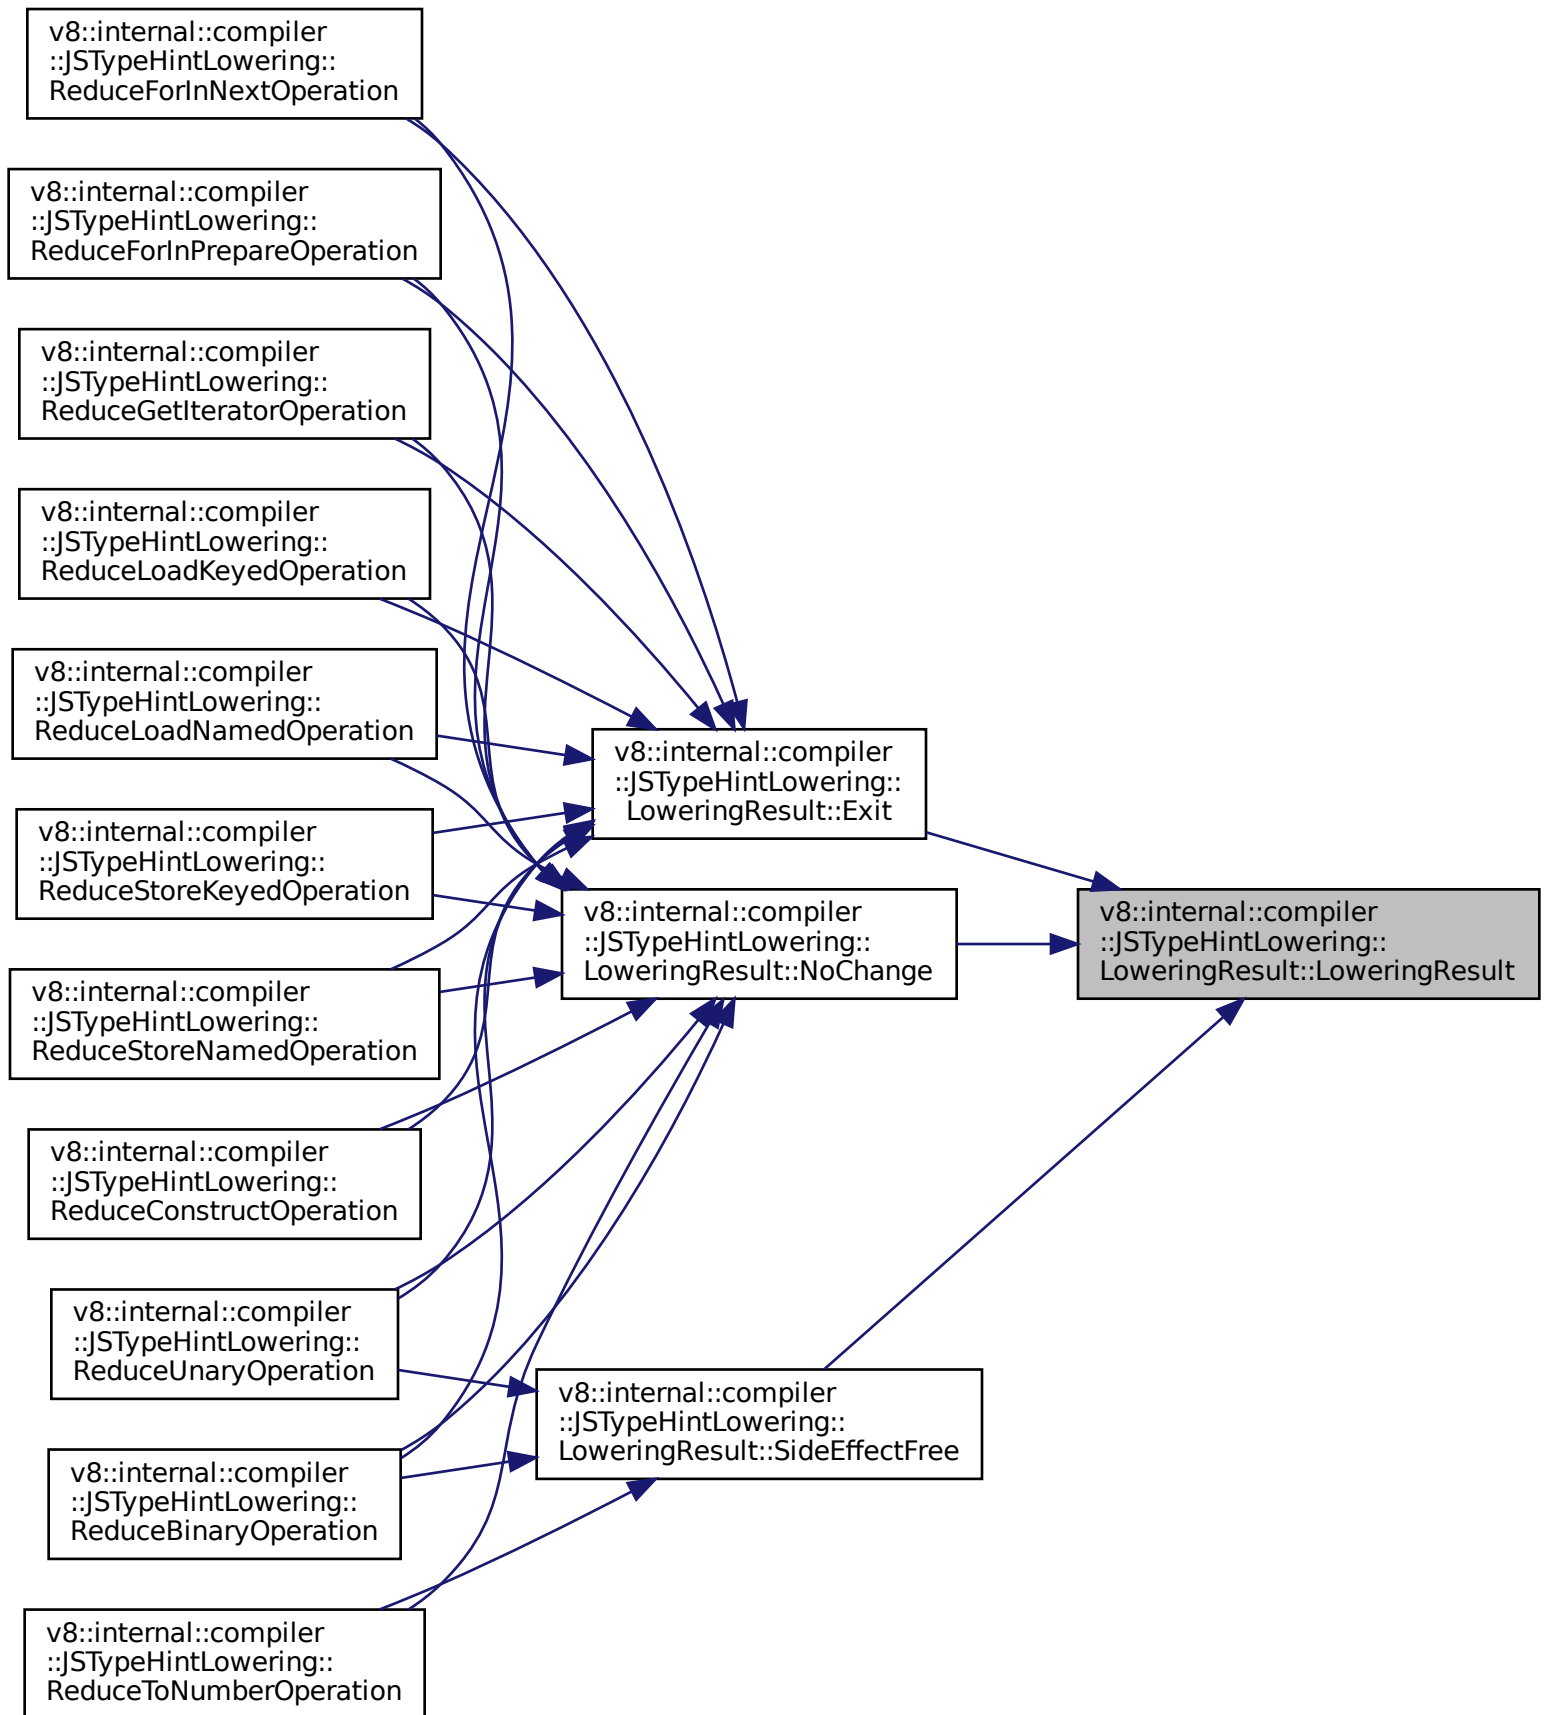 v8::internal::compiler
::JSTypeHintLowering::
ReduceForInNextOperation
v8::internal::compiler
::JSTypeHintLowering::
ReduceForInPrepareOperation
v8::internal::compiler
::JSTypeHintLowering::
ReduceGetIteratorOperation
v8::internal::compiler
::JSTypeHintLowering::
ReduceLoadKeyedOperation
v8::internal::compiler
::JSTypeHintLowering::
ReduceLoadNamedOperation
v8::internal::compiler
::JSTypeHintLowering::
ReduceStoreKeyedOperation
v8::internal::compiler
::JSTypeHintLowering::
ReduceStoreNamedOperation
v8::internal::compiler
::JSTypeHintLowering::
ReduceConstructOperation
v8::internal::compiler
::JSTypeHintLowering::
ReduceUnaryOperation
v8::internal::compiler
::JSTypeHintLowering::
ReduceBinaryOperation
v8::internal::compiler
::JSTypeHintLowering::
ReduceToNumberOperation
v8::internal::compiler
::JSTypeHintLowering::
LoweringResult::Exit
v8::internal::compiler
::JSTypeHintLowering::
LoweringResult::NoChange
v8::internal::compiler
::JSTypeHintLowering::
LoweringResult::SideEffectFree
v8::internal::compiler
::JSTypeHintLowering::
LoweringResult::LoweringResult